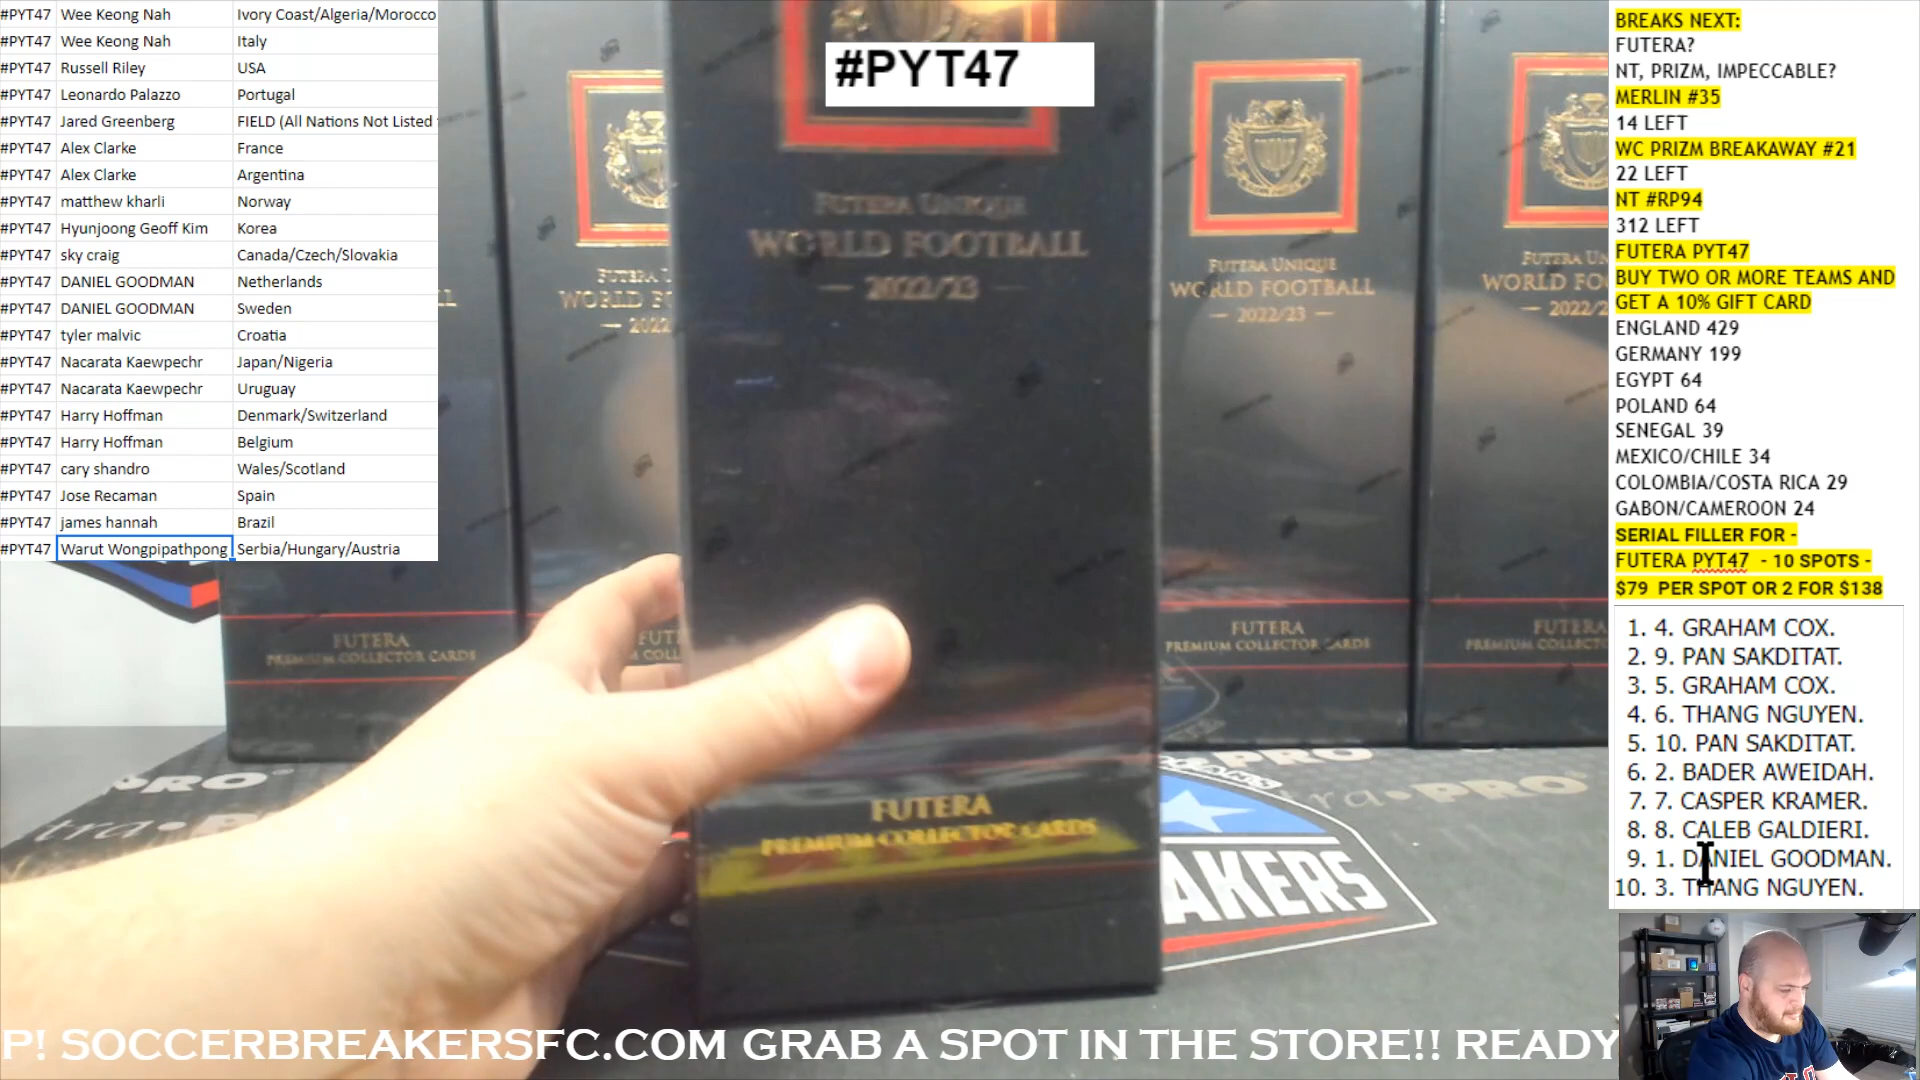 #PYT47 Wee Keong Nah Ivory Coast/Algeria/Morocco
#PYT47 Wee Keong Nah Italy
#PYT47 Russell Riley USA
#PYT47 Leonardo Palazzo Portugal
#PYT47 Jared Greenberg FIELD (All Nations Not Listed
#PYT47 Alex Clarke France
#PYT47 Alex Clarke Argentina
#PYT47 matthew kharli Norway
#PYT47 Hyunjoong Geoff Kim Korea
#PYT47 sky craig Canada/Czech/Slovakia
#PYT47 DANIEL GOODMAN Netherlands
#PYT47 DANIEL GOODMAN Sweden
#PYT47 tyler malvic Croatia
#PYT47 Nacarata Kaewpechr Japan/Nigeria
#PYT47 Nacarata Kaewpechr Uruguay
#PYT47 Harry Hoffman Denmark/Switzerland
#PYT47 Harry Hoffman Belgium
#PYT47 cary shandro Wales/Scotland
#PYT47 Jose Recaman Spain
#PYT47 james hannah Brazil
#PYT47 Warut Wongpipathpong Serbia/Hungary/Austria
#PYT47
FUTERA UNIQUE
WORLD FOOTBALL
— 2022/23 —
FUTERA
PREMIUM COLLECTOR CARDS
FUTERA UNIQUE
WORLD FOOTBALL
— 2022/23 —
FUTERA
PREMIUM COLLECTOR CARDS
FUTERA
PREMIUM COLLECTOR CARDS
FUTERA
PREMIUM COLLECTOR
BREAKERS
BREAKS NEXT:
FUTERA?
NT, PRIZM, IMPECCABLE?
MERLIN #35
14 LEFT
WC PRIZM BREAKAWAY #21
22 LEFT
NT #RP94
312 LEFT
FUTERA PYT47
BUY TWO OR MORE TEAMS AND
GET A 10% GIFT CARD
ENGLAND 429
GERMANY 199
EGYPT 64
POLAND 64
SENEGAL 39
MEXICO/CHILE 34
COLOMBIA/COSTA RICA 29
GABON/CAMEROON 24
SERIAL FILLER FOR -
FUTERA PYT47 - 10 SPOTS -
$79 PER SPOT OR 2 FOR $138
1. 4. GRAHAM COX.
2. 9. PAN SAKDITAT.
3. 5. GRAHAM COX.
4. 6. THANG NGUYEN.
5. 10. PAN SAKDITAT.
6. 2. BADER AWEIDAH.
7. 7. CASPER KRAMER.
8. 8. CALEB GALDIERI.
9. 1. DANIEL GOODMAN.
10. 3. THANG NGUYEN.
P! SOCCERBREAKERSFC.COM GRAB A SPOT IN THE STORE!! READY